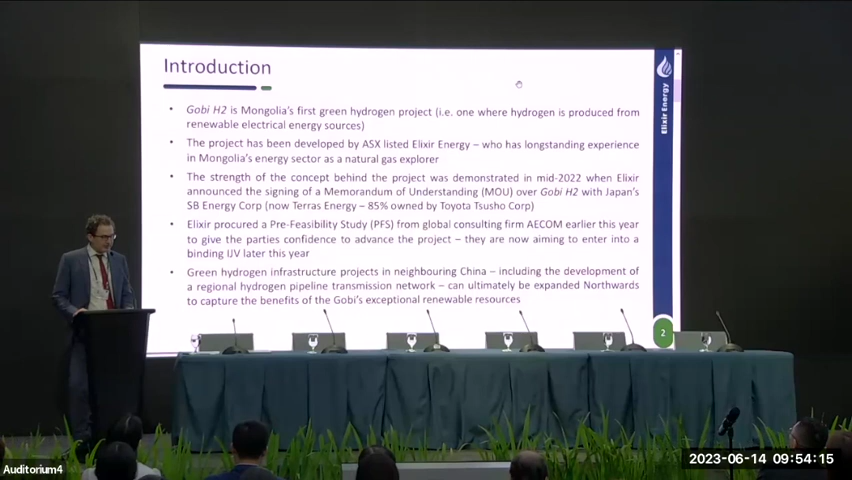 Introduction
Elixir Energy
• Gobi H2 is Mongolia's first green hydrogen project (i.e. one where hydrogen is produced from
renewable electrical energy sources)
• The project has been developed by ASX listed Elixir Energy – who has longstanding experience
in Mongolia's energy sector as a natural gas explorer
• The strength of the concept behind the project was demonstrated in mid-2022 when Elixir
announced the signing of a Memorandum of Understanding (MOU) over Gobi H2 with Japan's
SB Energy Corp (now Terras Energy – 85% owned by Toyota Tsusho Corp)
• Elixir procured a Pre-Feasibility Study (PFS) from global consulting firm AECOM earlier this year
to give the parties confidence to advance the project – they are now aiming to enter into a
binding IJV later this year
• Green hydrogen infrastructure projects in neighbouring China – including the development of
a regional hydrogen pipeline transmission network – can ultimately be expanded Northwards
to capture the benefits of the Gobi's exceptional renewable resources
2
2023-06-14 09:54:15
Auditorium4